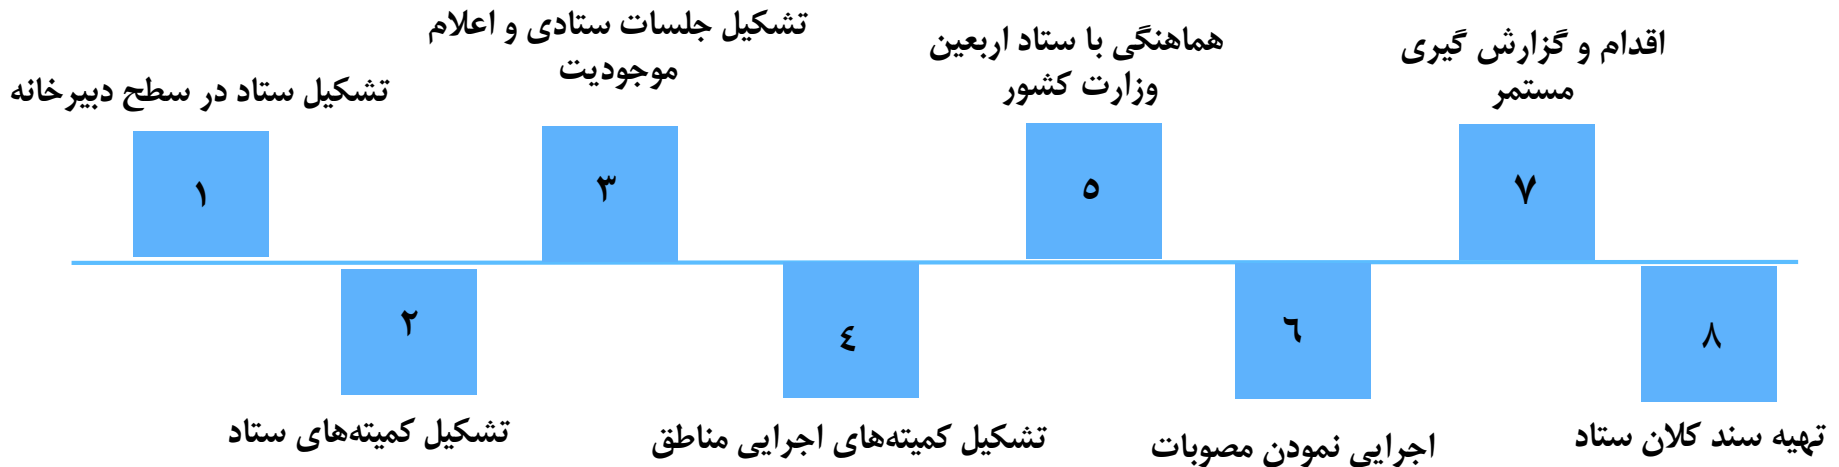 تشکیل ستاد در سطح دبیرخانه
۱
۲
تشکیل کمیته‌های ستاد
تشکیل جلسات ستادی و اعلام
موجودیت
۳
٤
تشکیل کمیته‌های اجرایی مناطق
هماهنگی با ستاد اربعین
وزارت کشور
٥
٦
اجرایی نمودن مصوبات
اقدام و گزارش گیری
مستمر
۷
۸
تهیه سند کلان ستاد